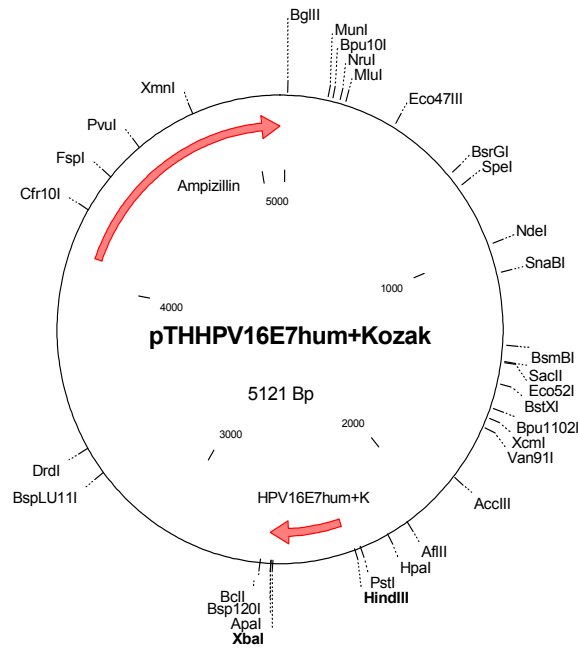 BglII
MunI
Bpu10I
NruI
MluI
Eco47III
BsrGI
SpeI
NdeI
SnaBI
BsmBI
SacII
Eco52I
BstXI
Bpu1102I
XcmI
Van91I
AccIII
AflII
HpaI
PstI
HindIII
XbaI
ApaI
Bsp120I
BclI
BspLU11I
DrdI
Cfr10I
FspI
PvuI
XmnI
Ampizillin
5000
1000
4000
pTHHPV16E7hum+Kozak
5121 Bp
3000
2000
HPV16E7hum+K